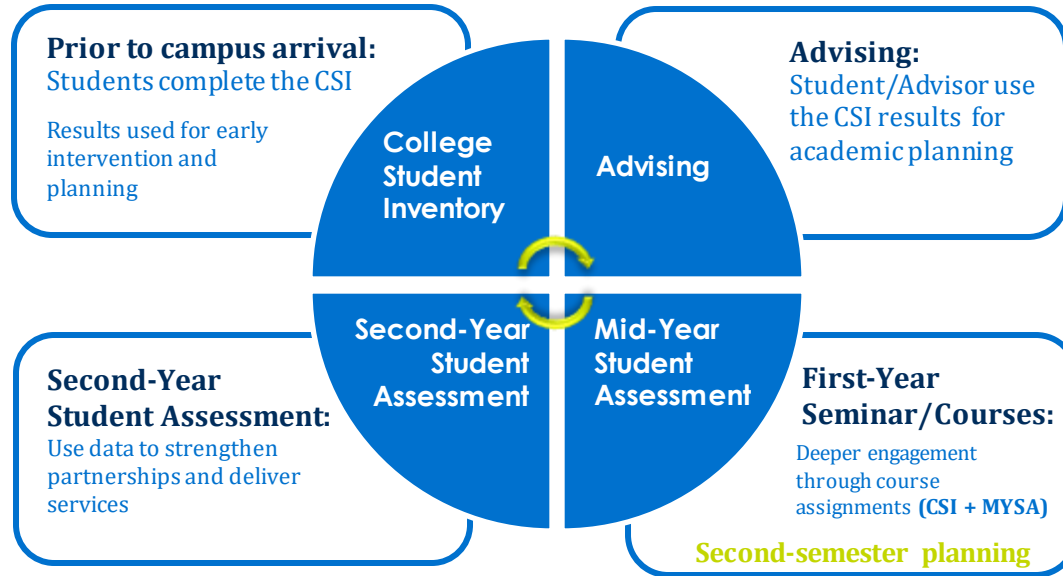 Prior to campus arrival:
Students complete the CSI
Results used for early
intervention and
planning
College
Student
Inventory
Advising
Advising:
Student/Advisor use
the CSI results for
academic planning
Second-Year
Student Assessment:
Use data to strengthen
partnerships and deliver
services
Second-Year
Student
Assessment
Mid-Year
Student
Assessment
First-Year
Seminar/Courses:
Deeper engagement
through course
assignments (CSI + MYSA)
Second-semester planning